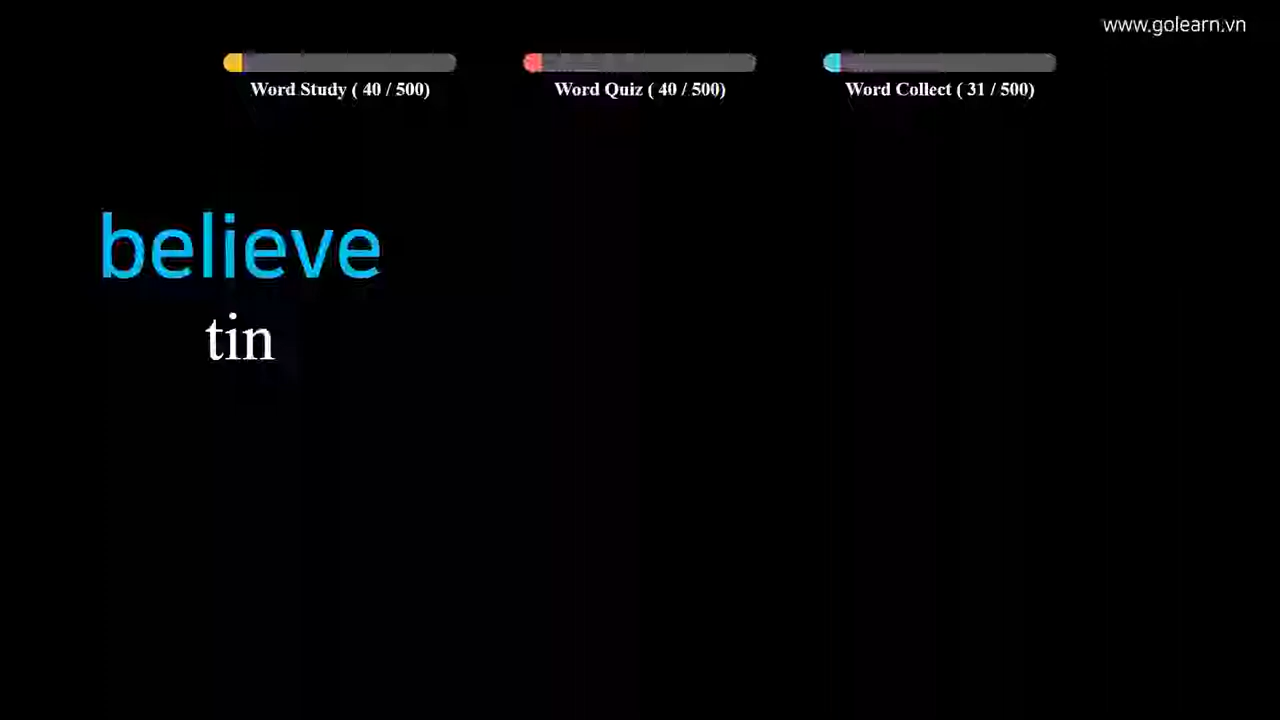 www.golearn.vn
Word Study ( 40 / 500)
Word Quiz ( 40 / 500)
Word Collect ( 31 / 500)
believe
tin